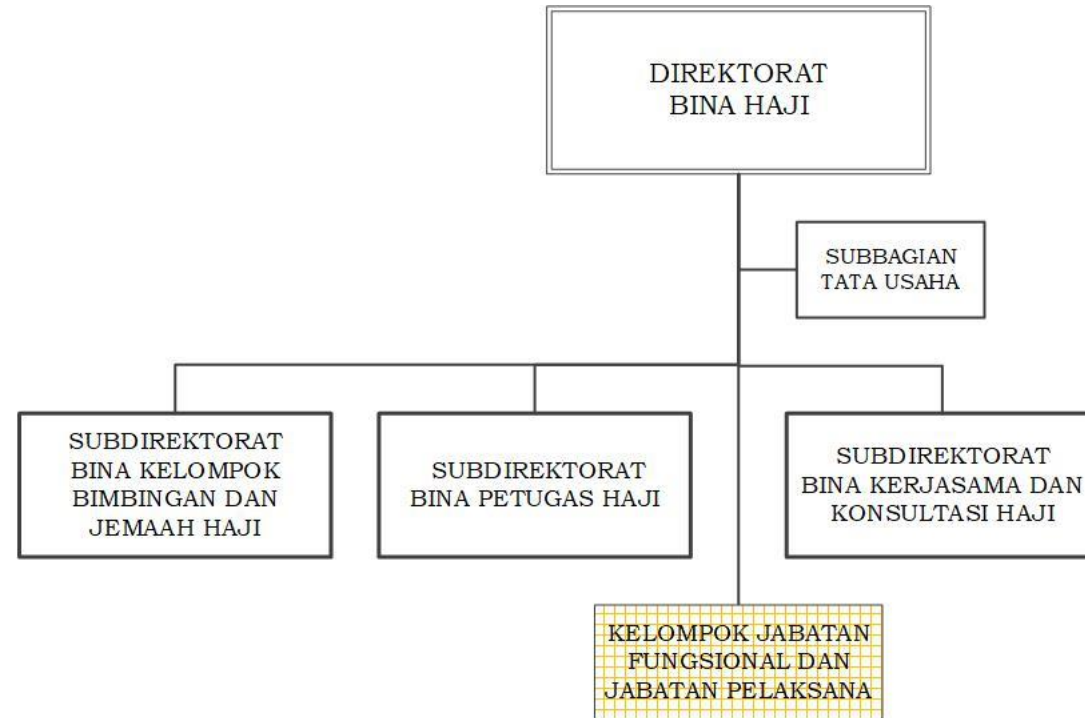 DIREKTORAT
BINA HAJI
SUBBAGIAN
TATA USAHA
SUBDIREKTORAT
BINA KELOMPOK
BIMBINGAN DAN
JEMAAH HAJI
SUBDIREKTORAT
BINA PETUGAS HAJI
SUBDIREKTORAT
BINA KERJASAMA DAN
KONSULTASI HAJI
KELOMPOK JABATAN
FUNGSIONAL DAN
JABATAN PELAKSANA